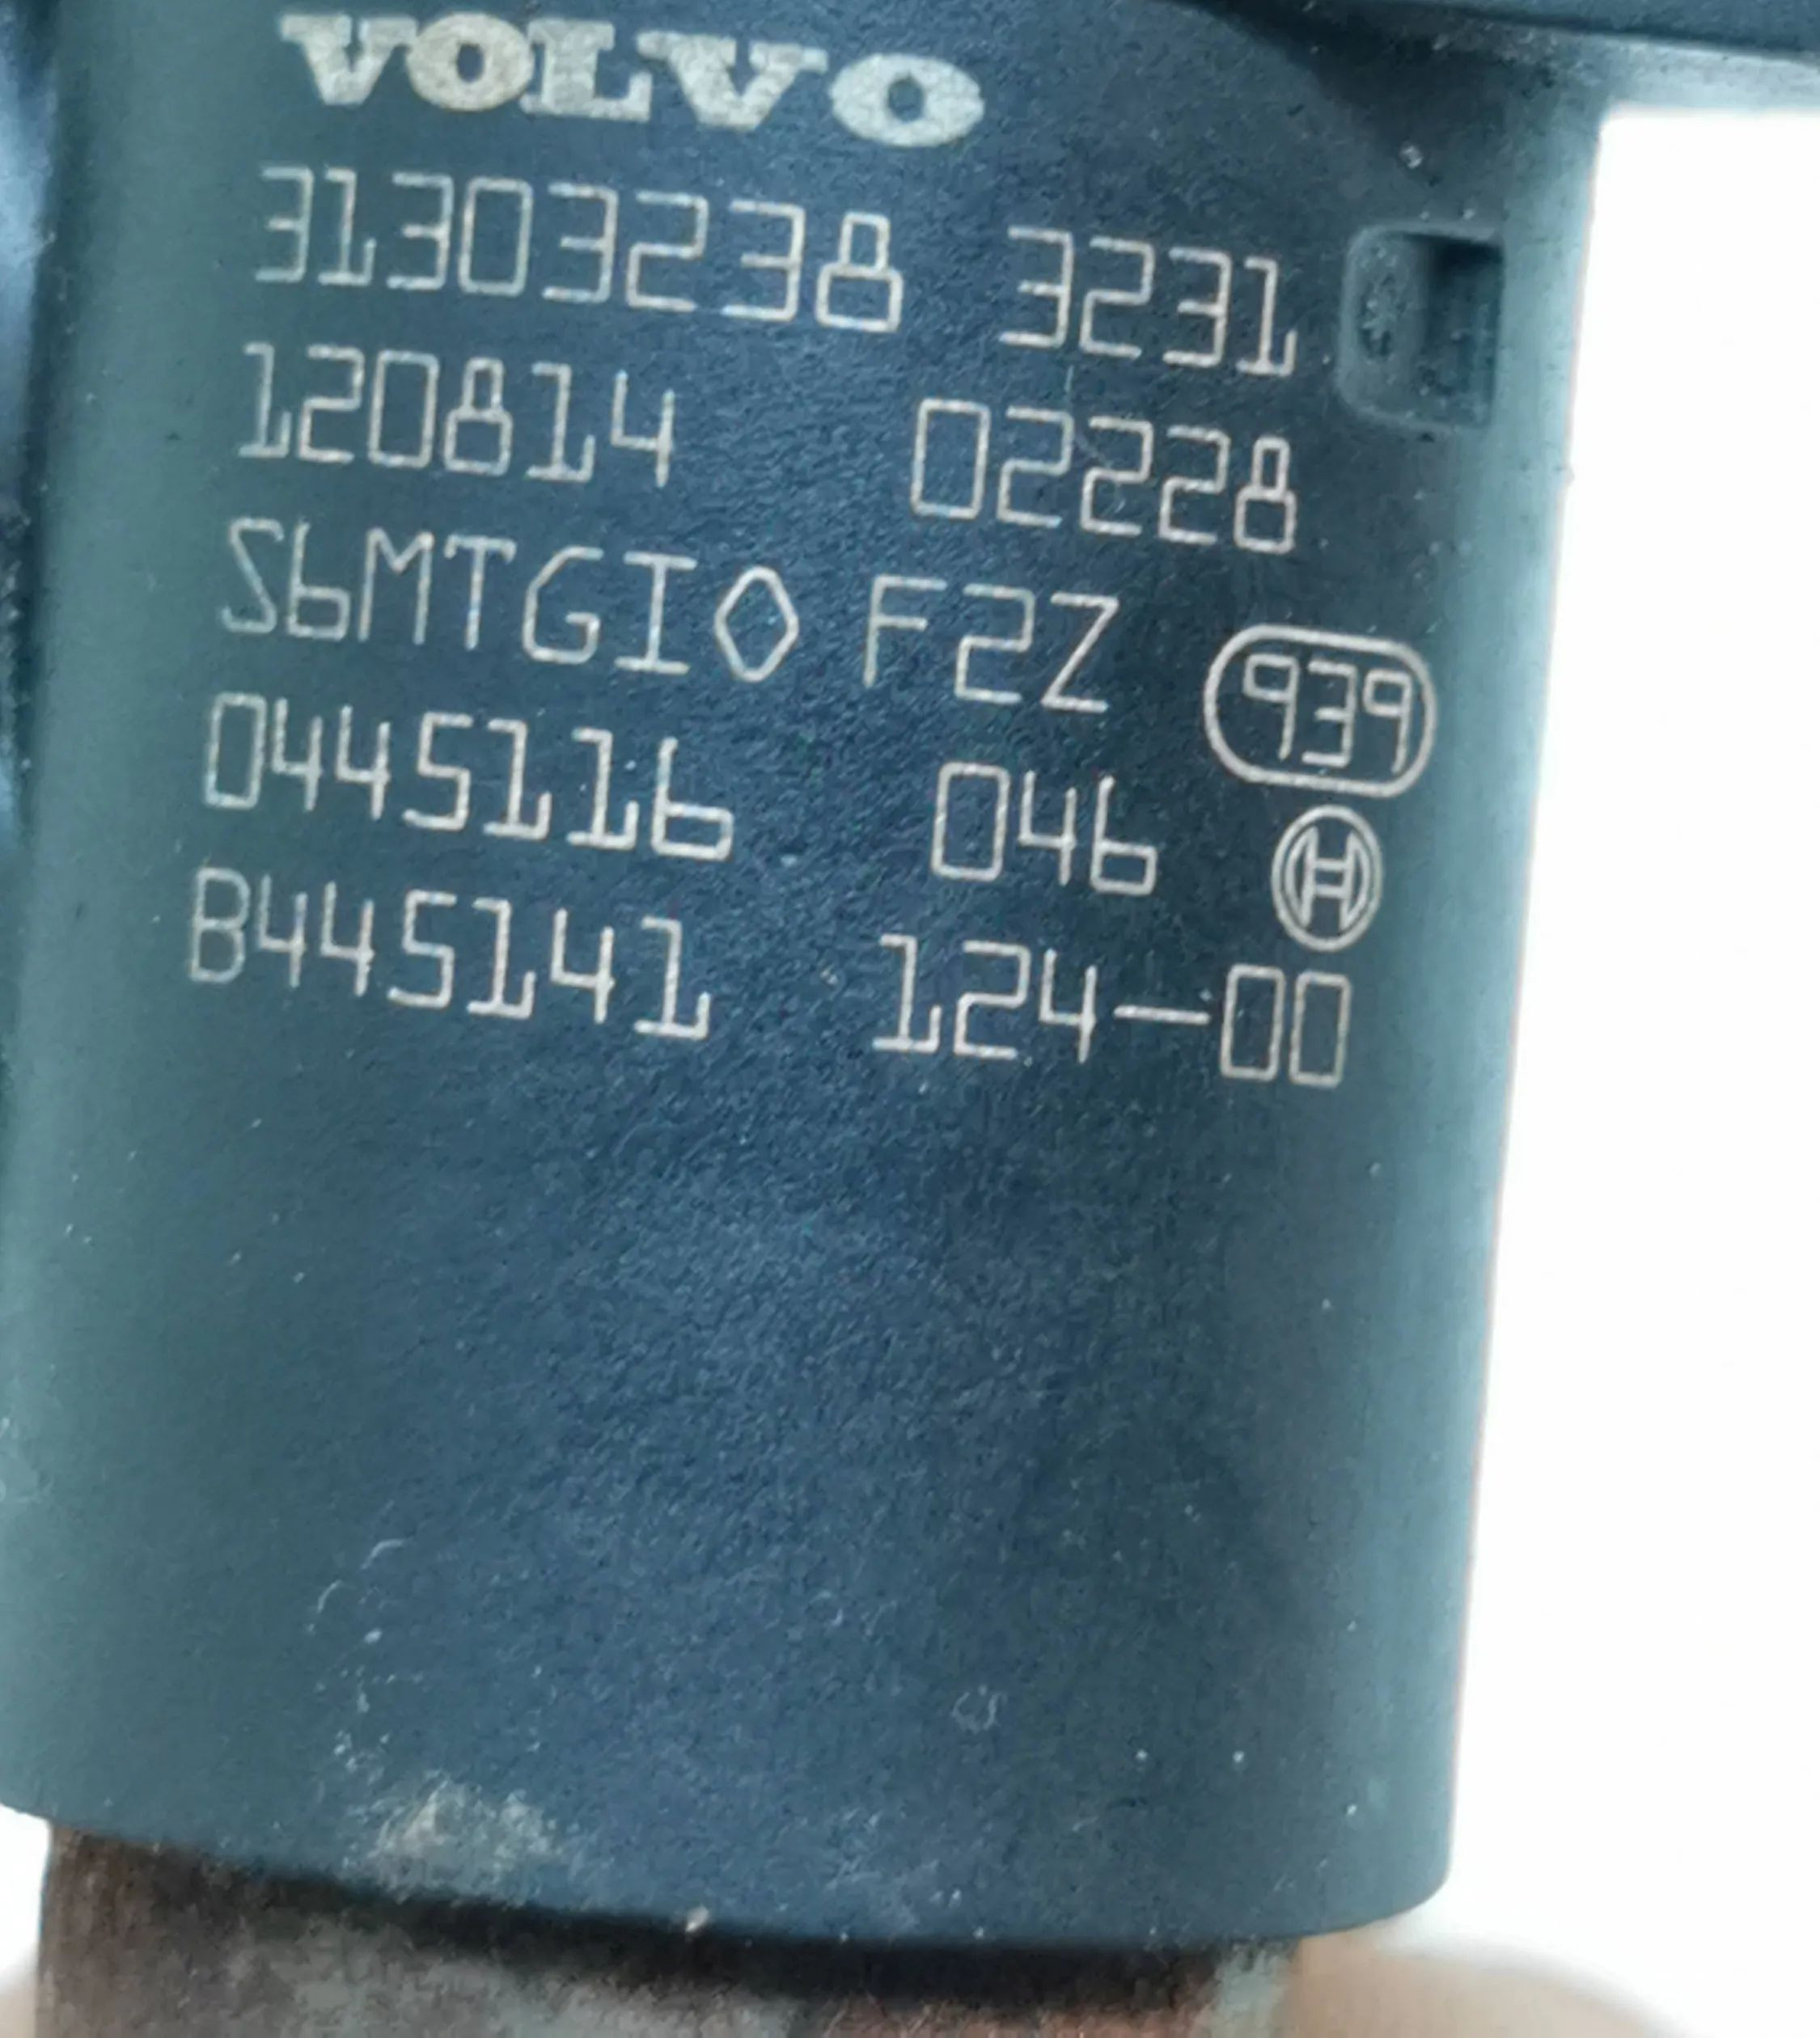 VOLVO
31303238 3231
120814 02228
S6MTGI◊ F2Z 939
0445116 046
B445141 124-00